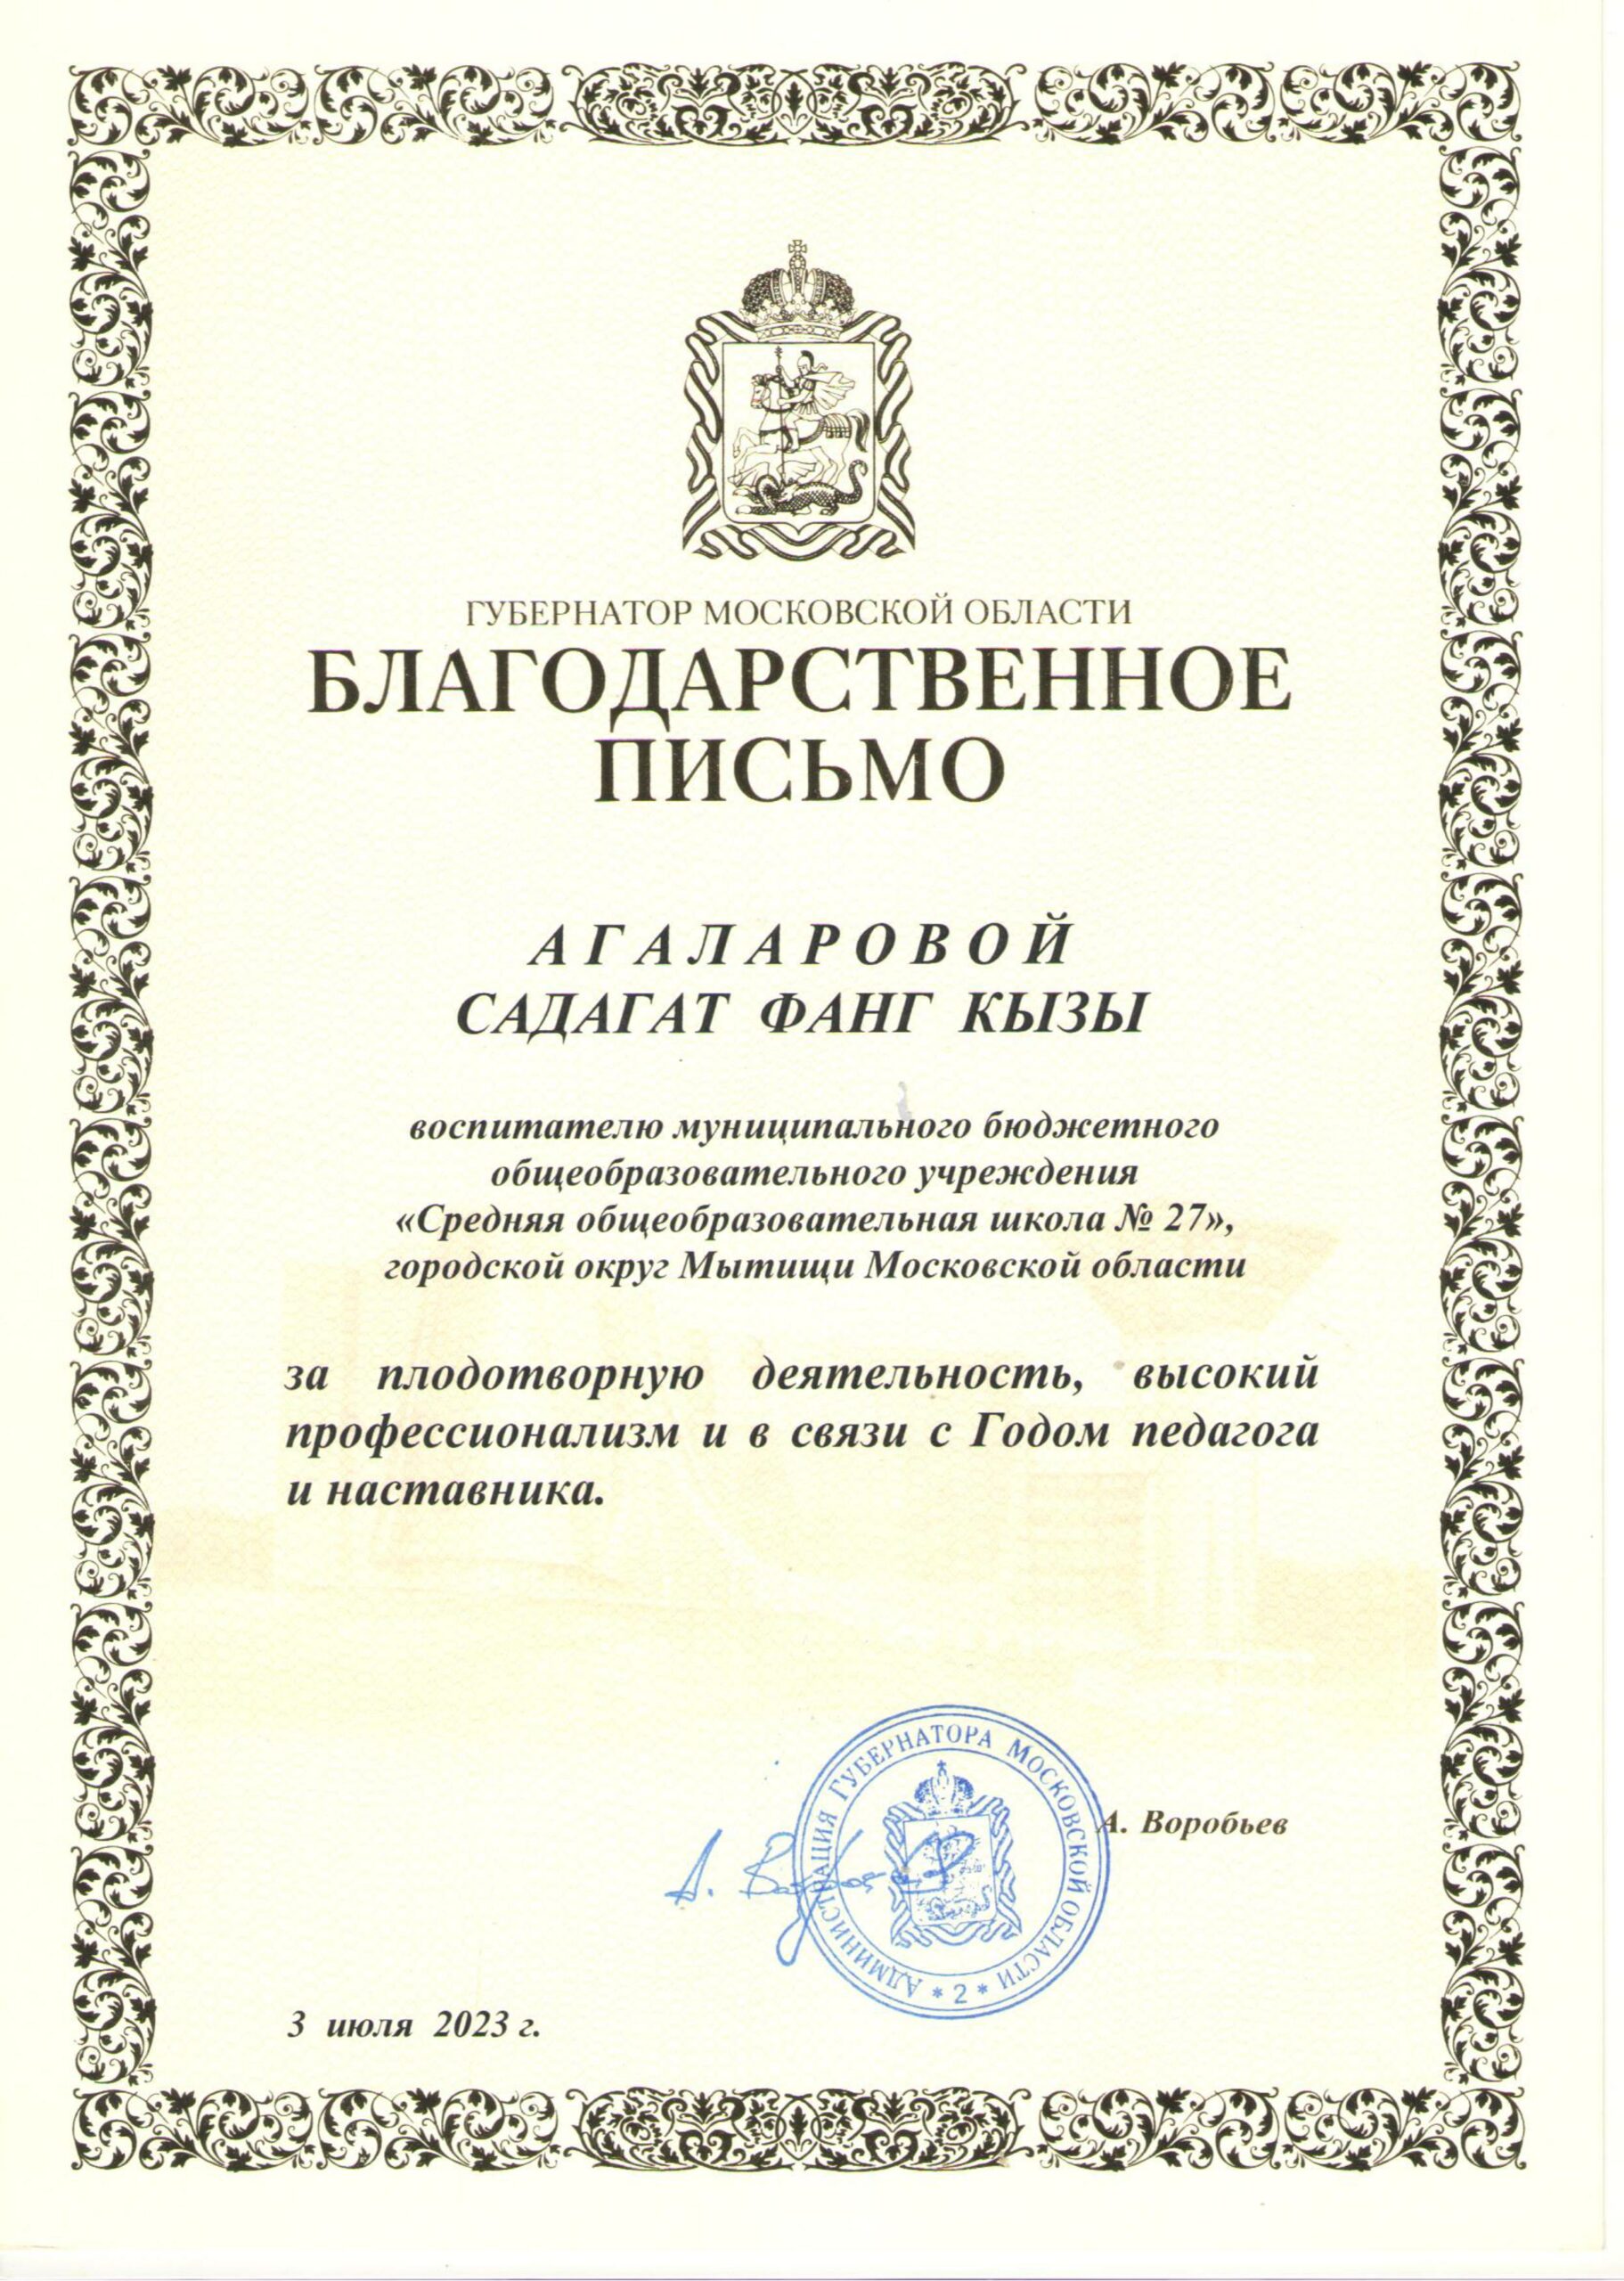 ГУБЕРНАТОР МОСКОВСКОЙ ОБЛАСТИ
БЛАГОДАРСТВЕННОЕ
ПИСЬМО
АГАЛАРОВОЙ
САДАГАТ ФАНГ КЫЗЫ
воспитателю муниципального бюджетного
общеобразовательного учреждения
«Средняя общеобразовательная школа № 27»,
городской округ Мытищи Московской области
за плодотворную деятельность, высокий
профессионализм и в связи с Годом педагога
и наставника.
АДМИНИСТРАЦИЯ ГУБЕРНАТОРА МОСКОВСКОЙ ОБЛАСТИ
* 2 *
А. Воробьев
3 июля 2023 г.